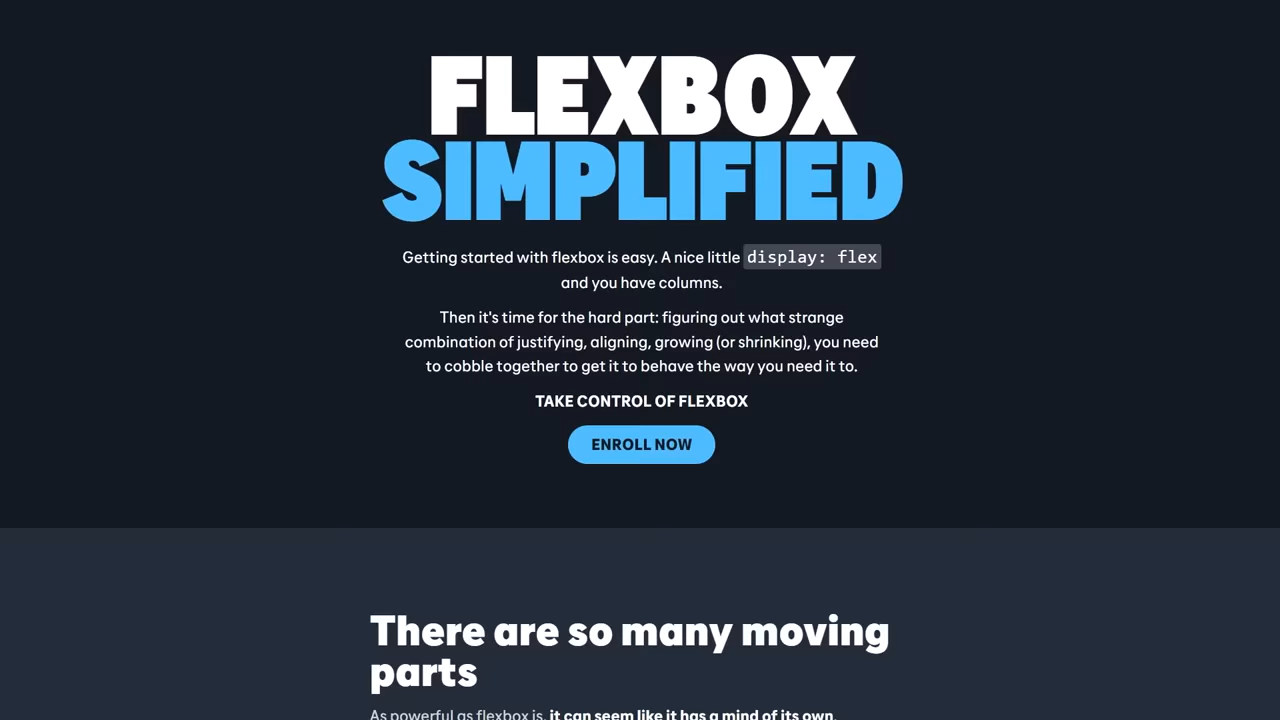 FLEXBOX
SIMPLIFIED
Getting started with flexbox is easy. A nice little display: flex
and you have columns.
Then it's time for the hard part: figuring out what strange
combination of justifying, aligning, growing (or shrinking), you need
to cobble together to get it to behave the way you need it to.
TAKE CONTROL OF FLEXBOX
ENROLL NOW
There are so many moving
parts
As powerful as flexbox is, it can seem like it has a mind of its own.